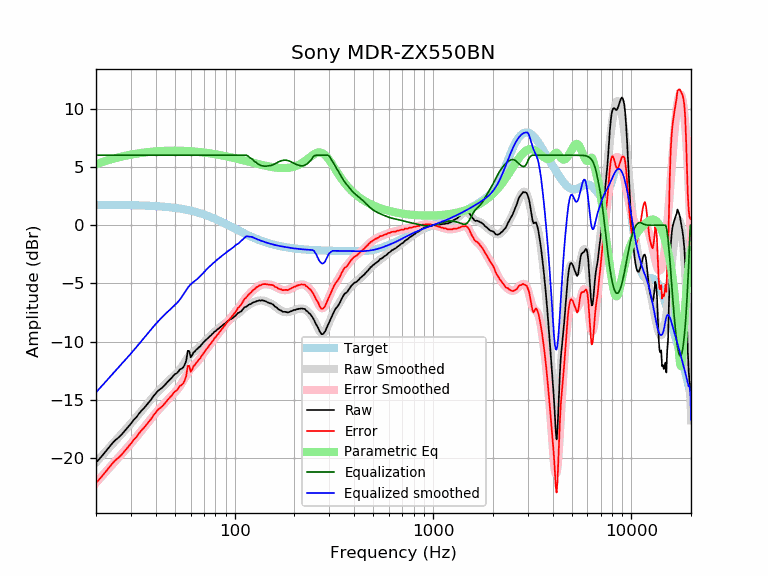 Sony MDR-ZX550BN
Amplitude (dBr)
10
5
0
−5
−10
−15
−20
Target
Raw Smoothed
Error Smoothed
Raw
Error
Parametric Eq
Equalization
Equalized smoothed
100
1000
10000
Frequency (Hz)